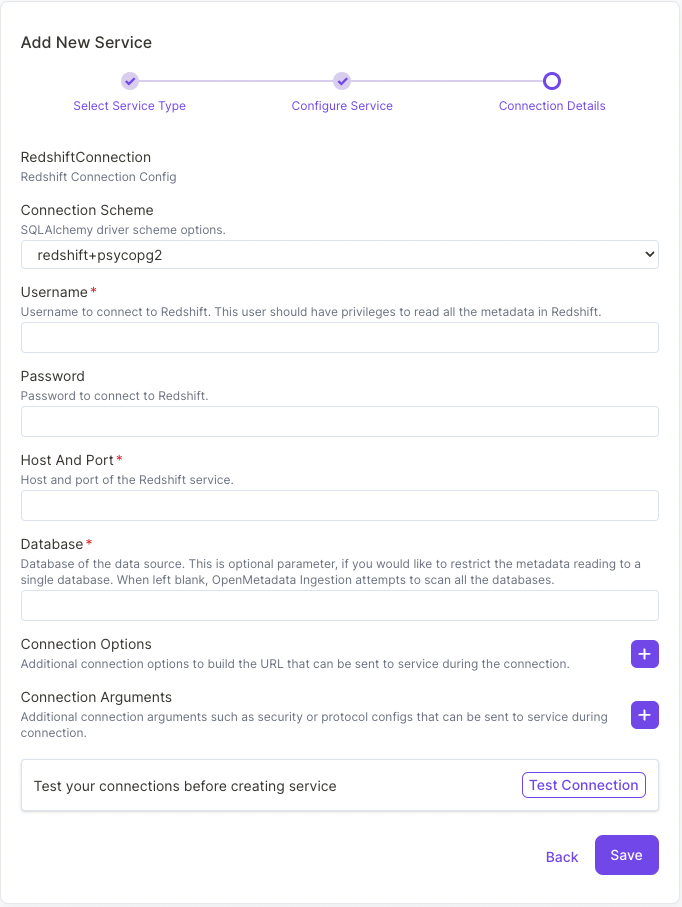 Add New Service
Select Service Type
Configure Service
Connection Details
RedshiftConnection
Redshift Connection Config
Connection Scheme
SQLAlchemy driver scheme options.
redshift+psycopg2
Username*
Username to connect to Redshift. This user should have privileges to read all the metadata in Redshift.
Password
Password to connect to Redshift.
Host And Port*
Host and port of the Redshift service.
Database*
Database of the data source. This is optional parameter, if you would like to restrict the metadata reading to a
single database. When left blank, OpenMetadata Ingestion attempts to scan all the databases.
Connection Options
Additional connection options to build the URL that can be sent to service during the connection.
Connection Arguments
Additional connection arguments such as security or protocol configs that can be sent to service during
connection.
Test your connections before creating service
Test Connection
Back
Save